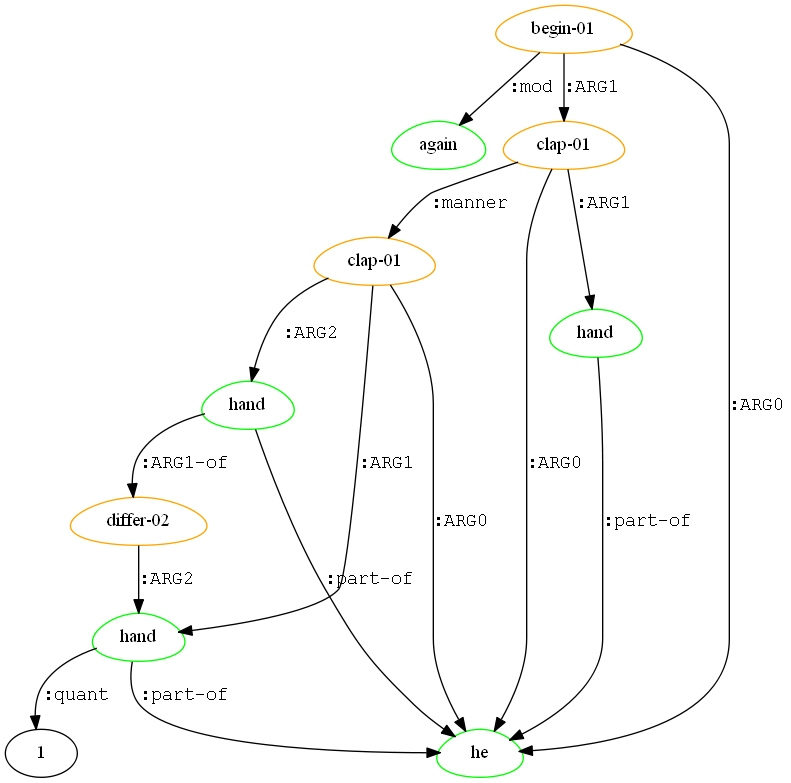 begin-01
:mod
:ARG1
again
clap-01
:manner
:ARG1
clap-01
:ARG2
hand
:ARG0
hand
:ARG1-of
:ARG1
:ARG0
differ-02
:ARG0
:part-of
:ARG2
:part-of
hand
:quant
:part-of
1
he